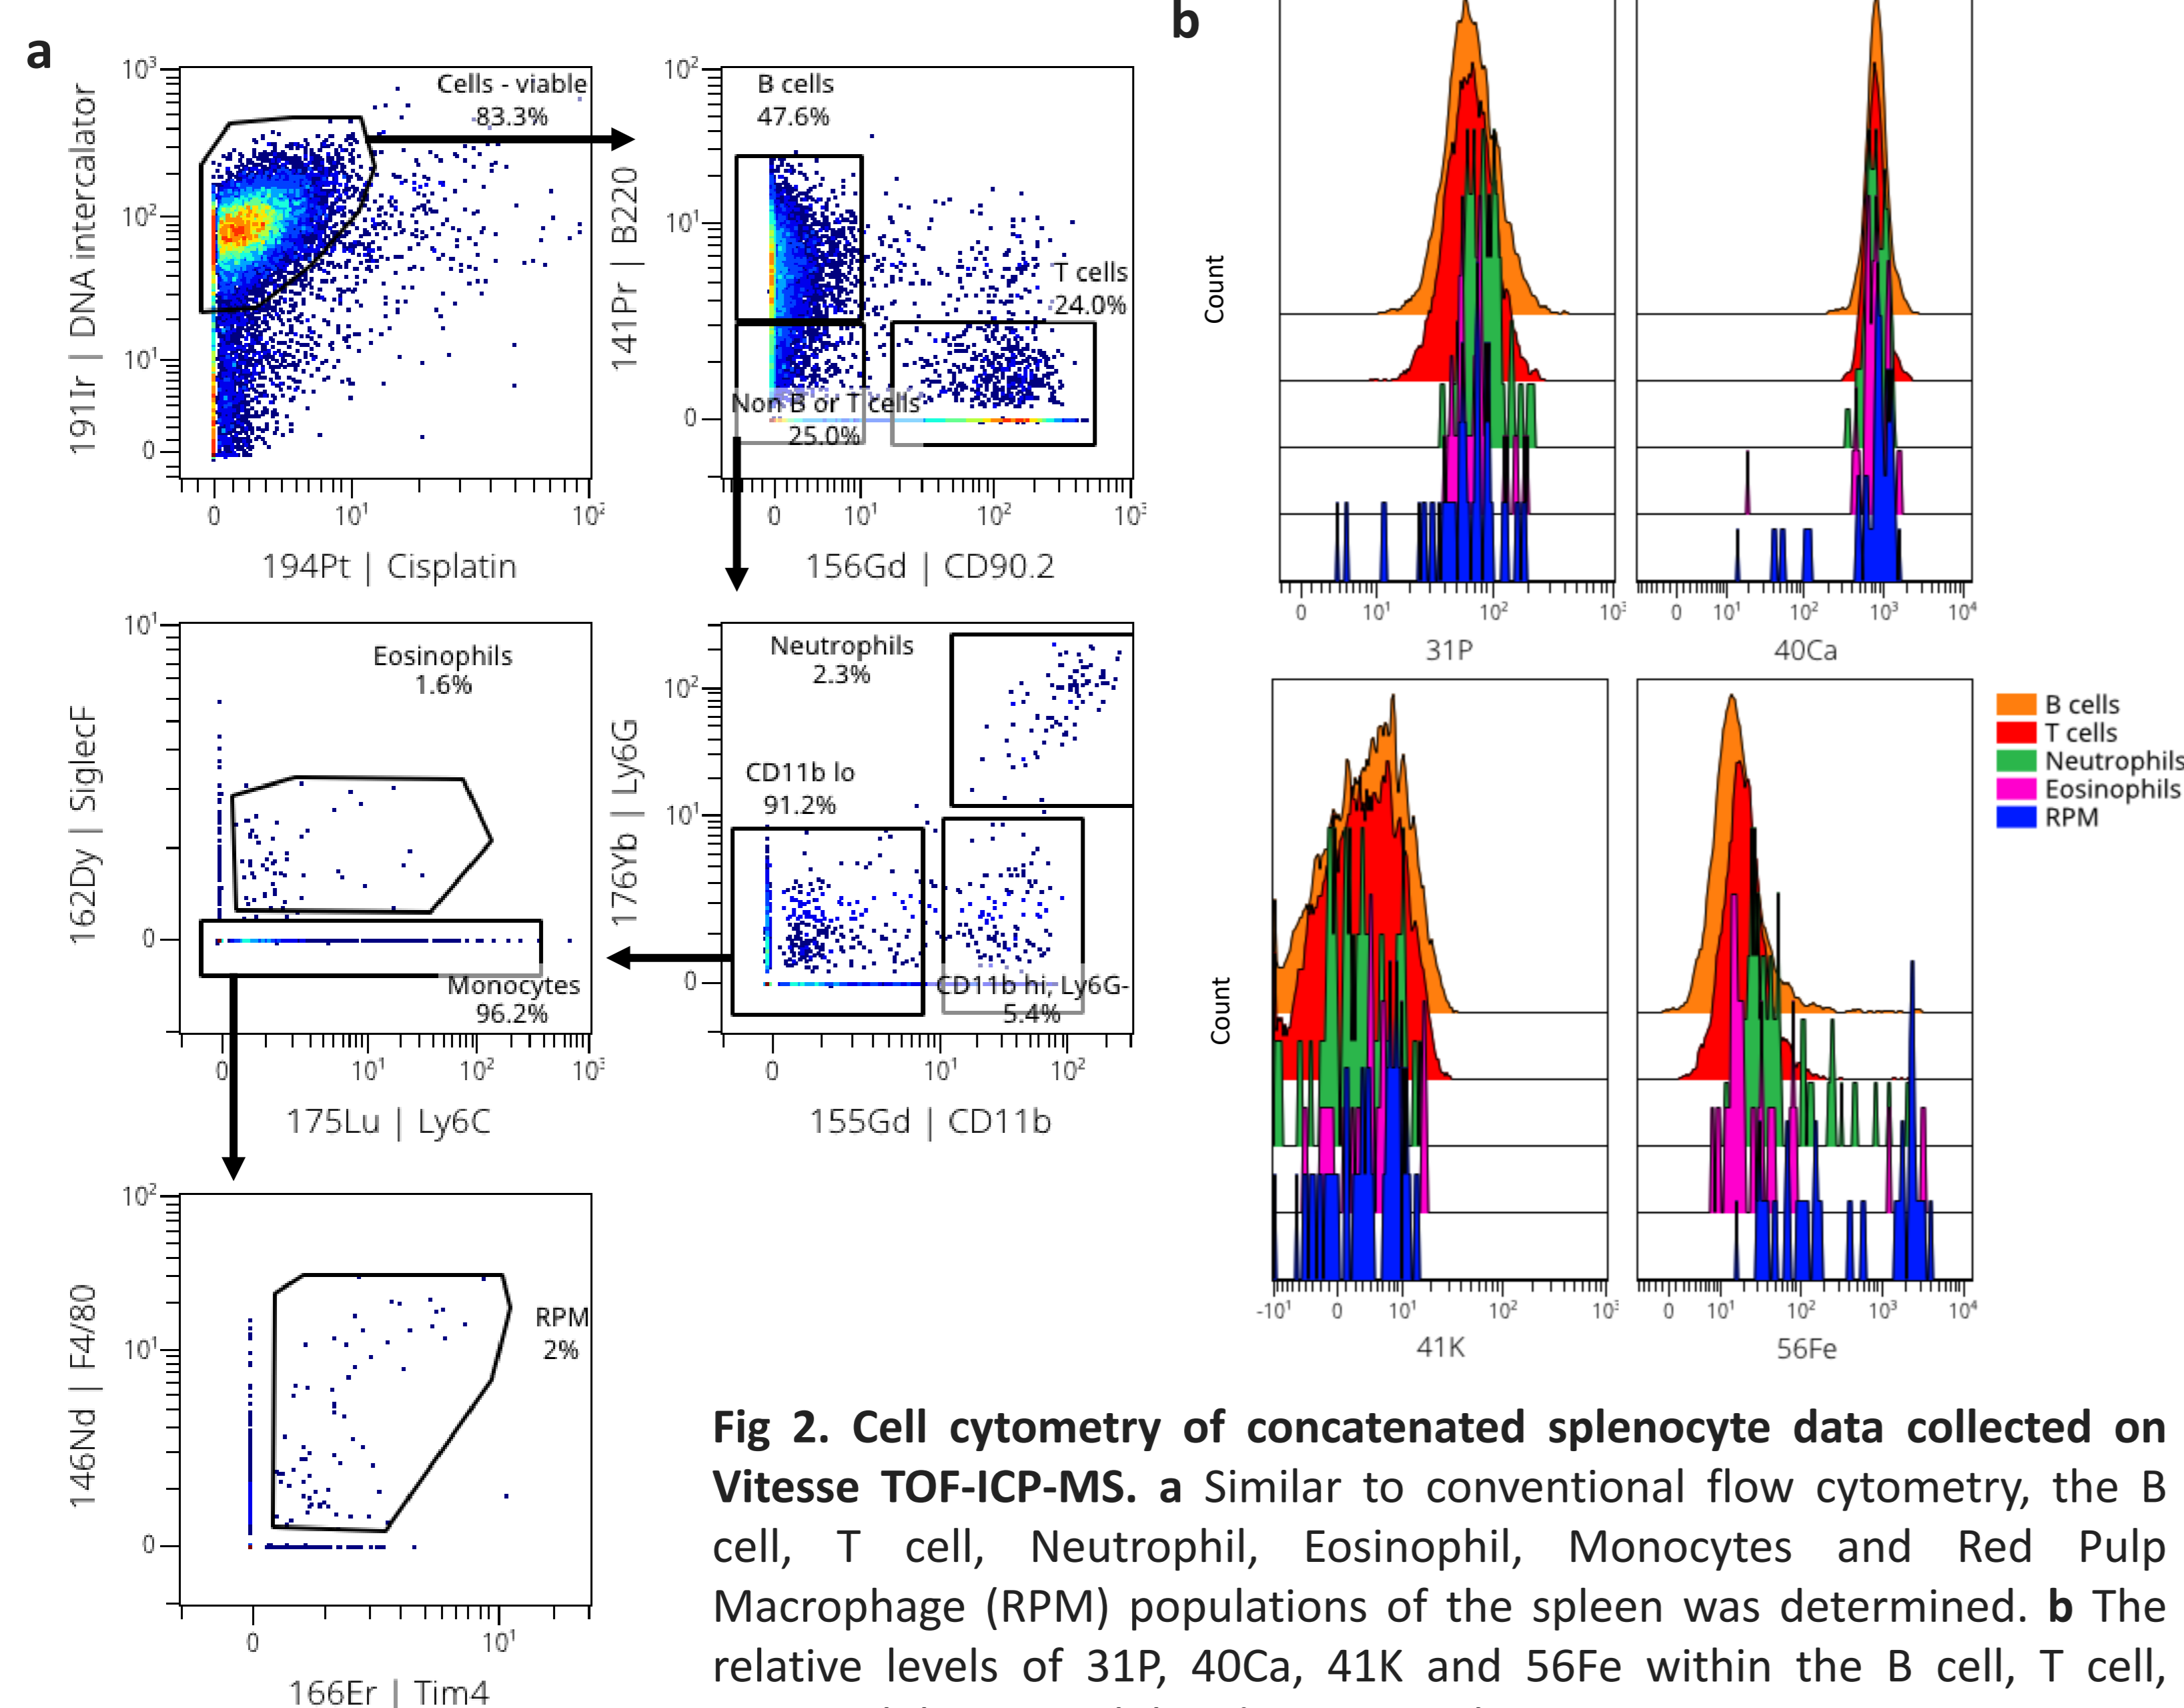 a
10³
10²
10¹
0
191Ir | DNA intercalator
Cells - viable
83.3%
0
10¹
10²
194Pt | Cisplatin
10²
10¹
0
141Pr | B220
B cells
47.6%
T cells
24.0%
Non B or T cells
25.0%
0
10¹
10²
10³
156Gd | CD90.2
10¹
0
162Dy | SiglecF
Eosinophils
1.6%
Monocytes
96.2%
0
10¹
10²
10³
175Lu | Ly6C
10²
10¹
0
176Yb | Ly6G
Neutrophils
2.3%
CD11b lo
91.2%
CD11b hi, Ly6G-
5.4%
0
10¹
10²
155Gd | CD11b
10²
10¹
0
146Nd | F4/80
RPM
2%
0
10¹
166Er | Tim4
b
Count
0
10¹
10²
10³
31P
0
10¹
10²
10³
10⁴
40Ca
Count
-10¹
0
10¹
10²
10³
41K
0
10¹
10²
10³
10⁴
56Fe
B cells
T cells
Neutrophils
Eosinophils
RPM
Fig 2. Cell cytometry of concatenated splenocyte data collected on
Vitesse TOF-ICP-MS. a Similar to conventional flow cytometry, the B
cell, T cell, Neutrophil, Eosinophil, Monocytes and Red Pulp
Macrophage (RPM) populations of the spleen was determined. b The
relative levels of 31P, 40Ca, 41K and 56Fe within the B cell, T cell,